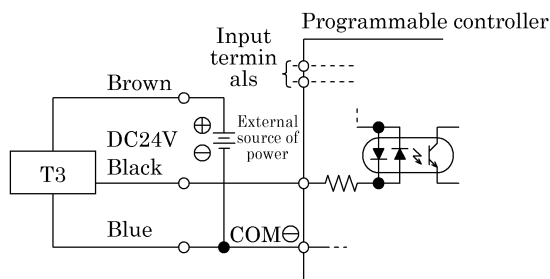 Programmable controller
Input
termin
als
Brown
⊕
DC24V
⊖
External
source of
power
T3
Black
Blue
COM⊖